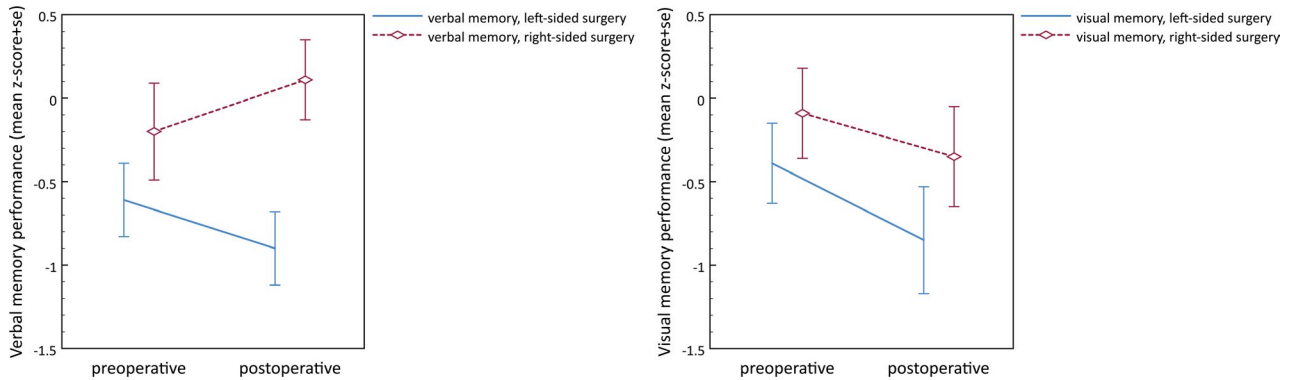 Verbal memory performance (mean z-score+se)
0.5
0
-0.5
-1
-1.5
preoperative
postoperative
verbal memory, left-sided surgery
verbal memory, right-sided surgery
Visual memory performance (mean z-score+se)
0.5
0
-0.5
-1
-1.5
preoperative
postoperative
visual memory, left-sided surgery
visual memory, right-sided surgery